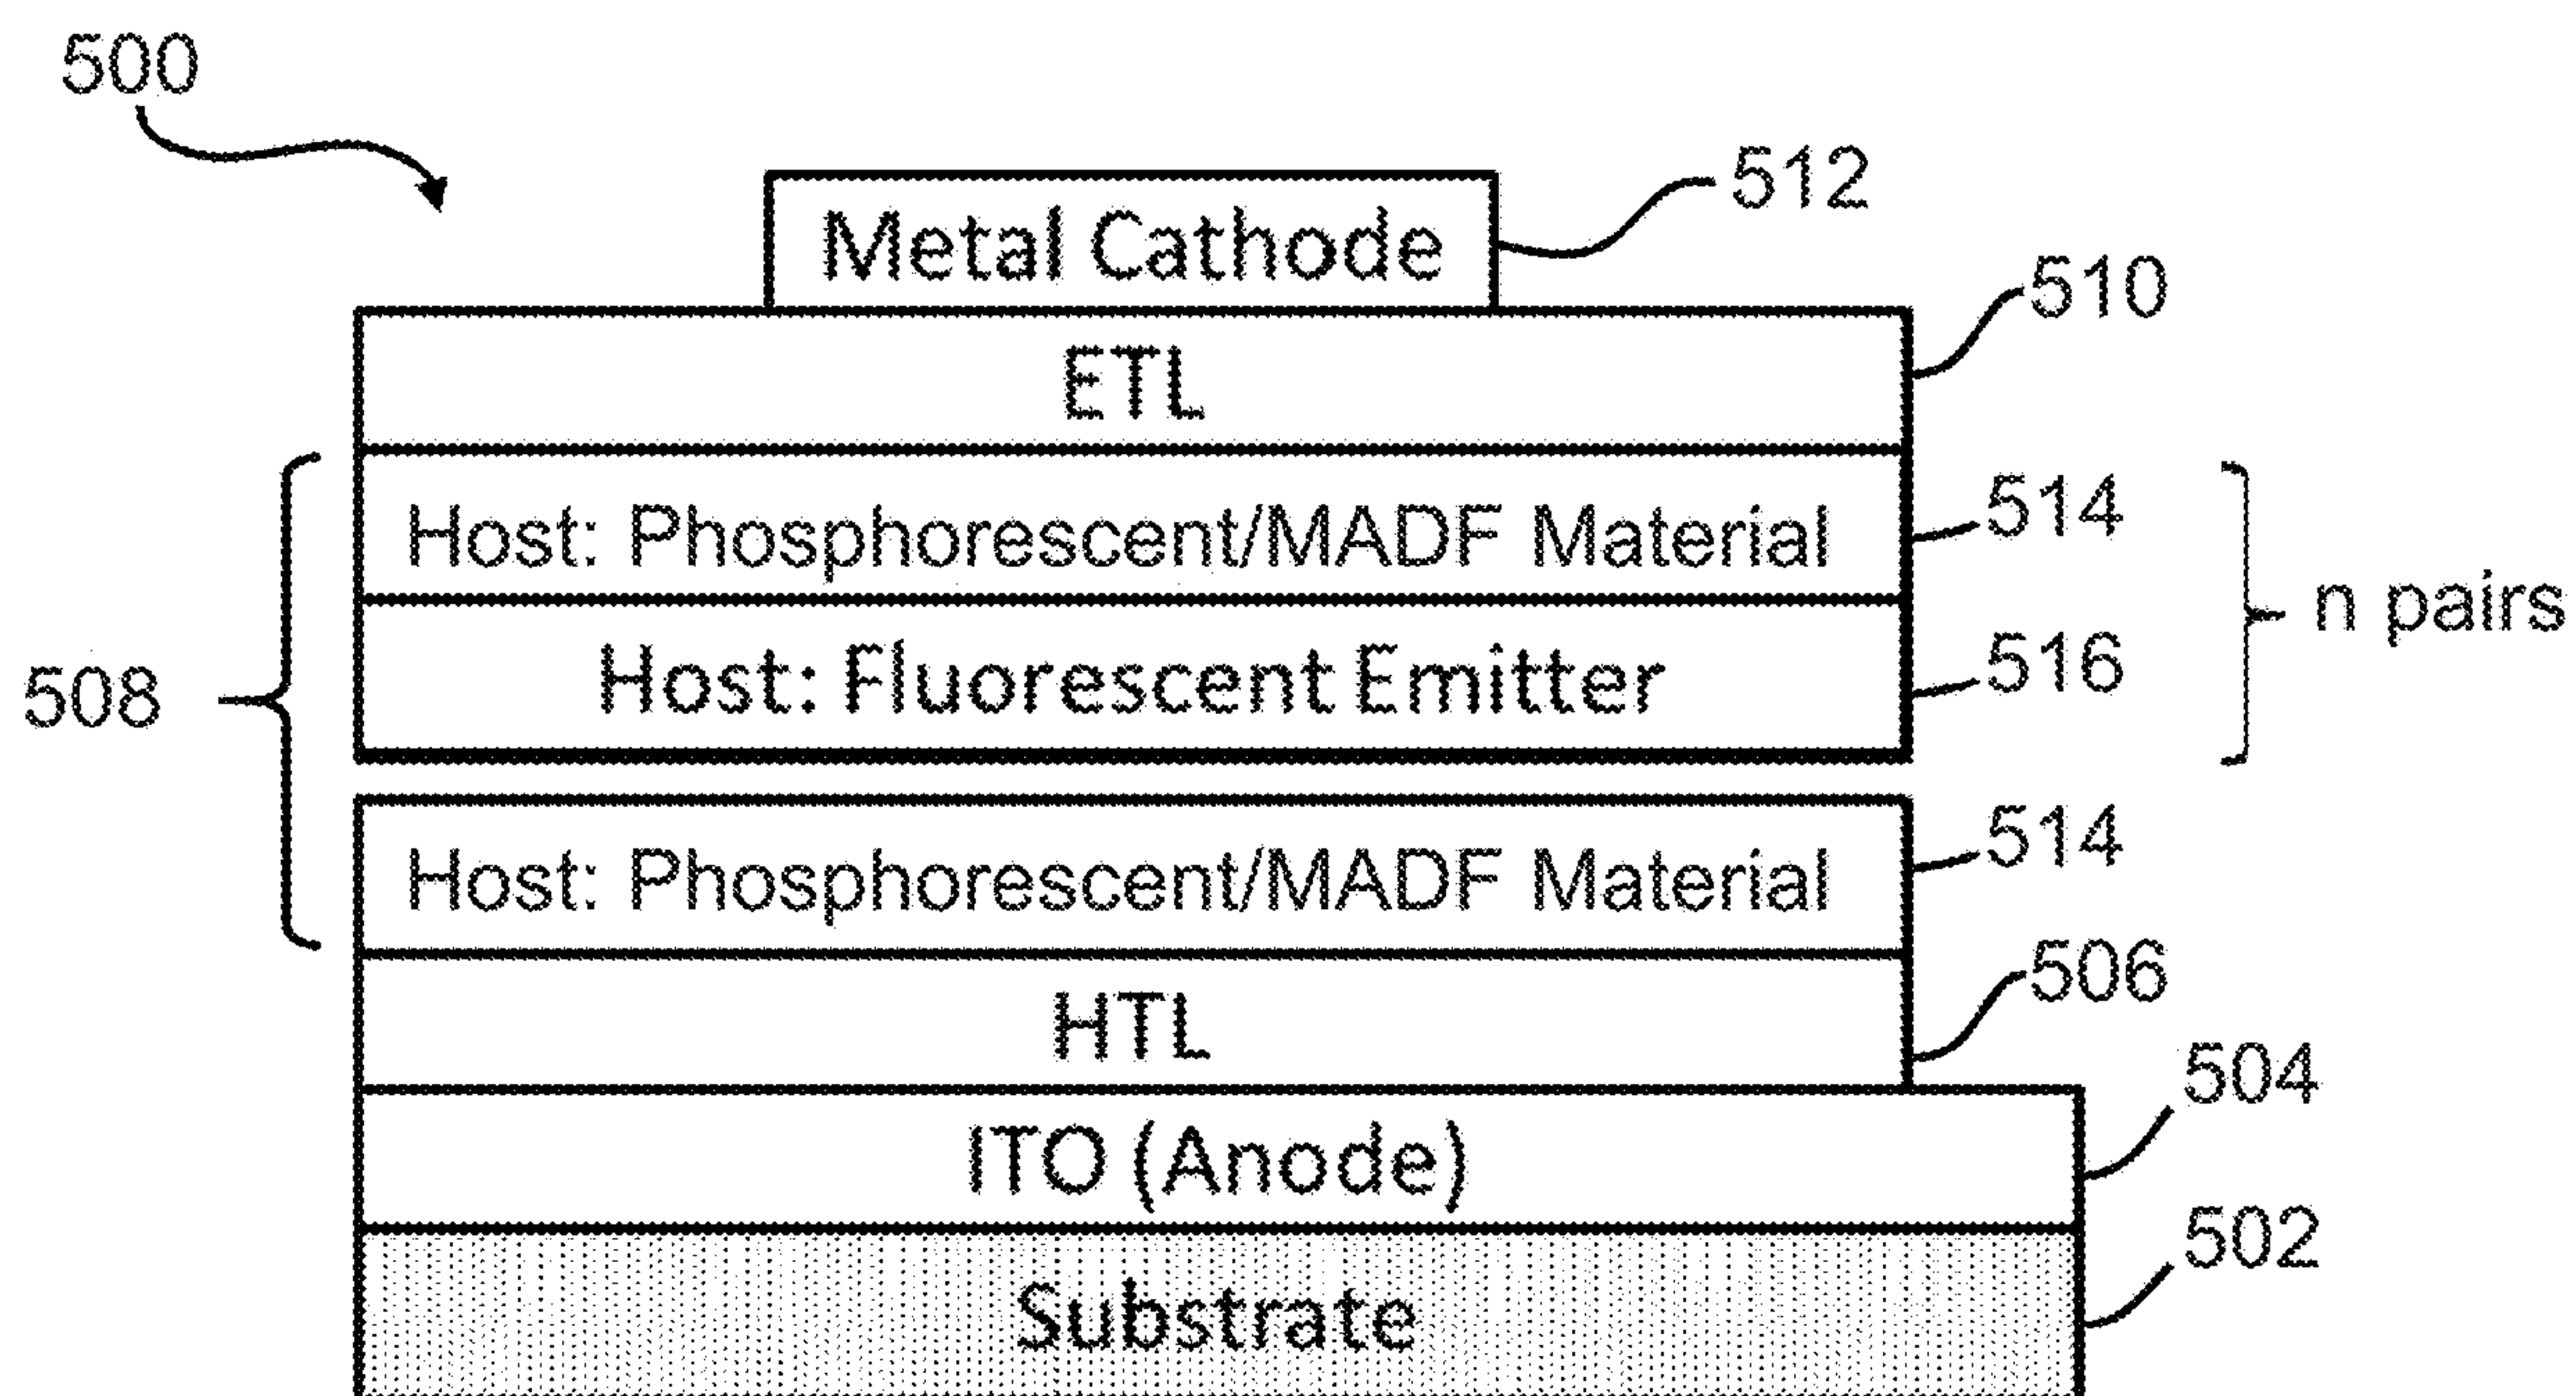 500
Metal Cathode
512
510
ETL
Host: Phosphorescent/MADF Material
514
n pairs
Host: Fluorescent Emitter
516
508
514
Host: Phosphorescent/MADF Material
506
HTL
504
ITO (Anode)
502
Substrate